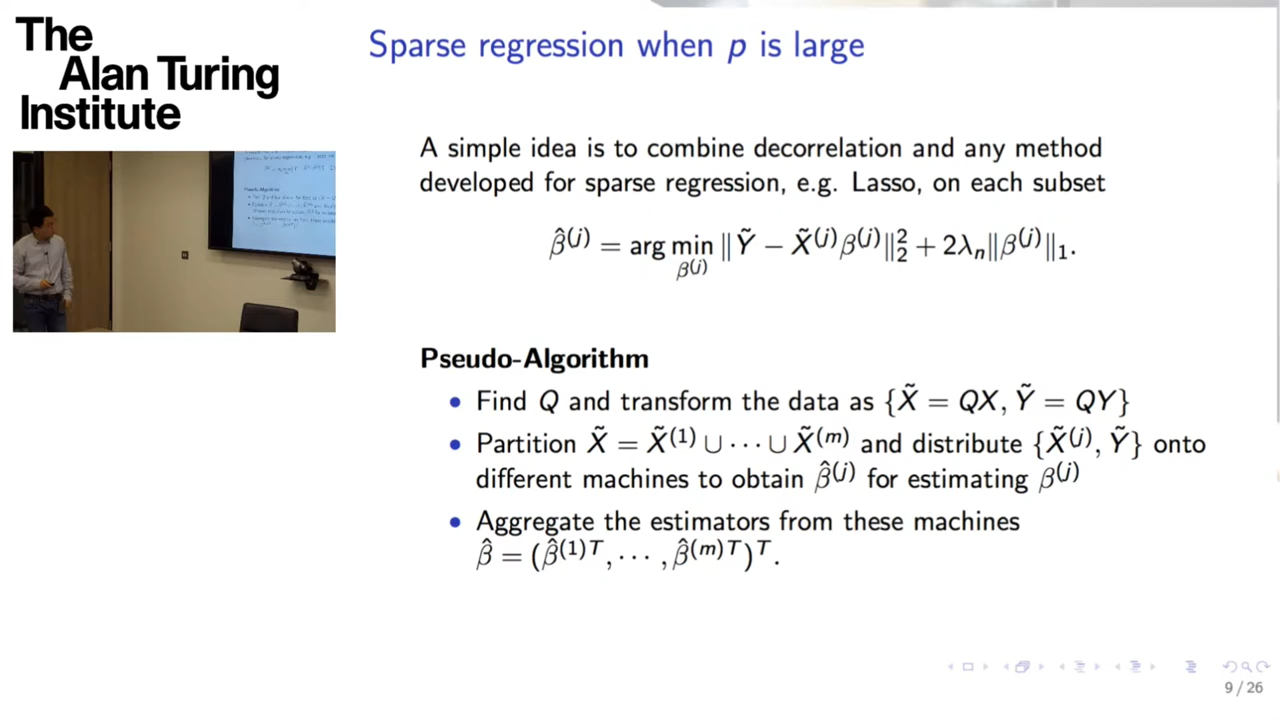 The
Alan Turing
Institute
Sparse regression when p is large
A simple idea is to combine decorrelation and any method
developed for sparse regression, e.g. Lasso, on each subset
β̂^(j) = arg min_{β^(j)} ‖Ỹ − X̃^(j)β^(j)‖₂² + 2λₙ‖β^(j)‖₁.
Pseudo-Algorithm
• Find Q and transform the data as {X̃ = QX, Ỹ = QY}
• Partition X̃ = X̃^(1) ∪ ⋯ ∪ X̃^(m) and distribute {X̃^(j), Ỹ} onto
different machines to obtain β̂^(j) for estimating β^(j)
• Aggregate the estimators from these machines
β̂ = (β̂^(1)T, ⋯ , β̂^(m)T)^T.
9 / 26